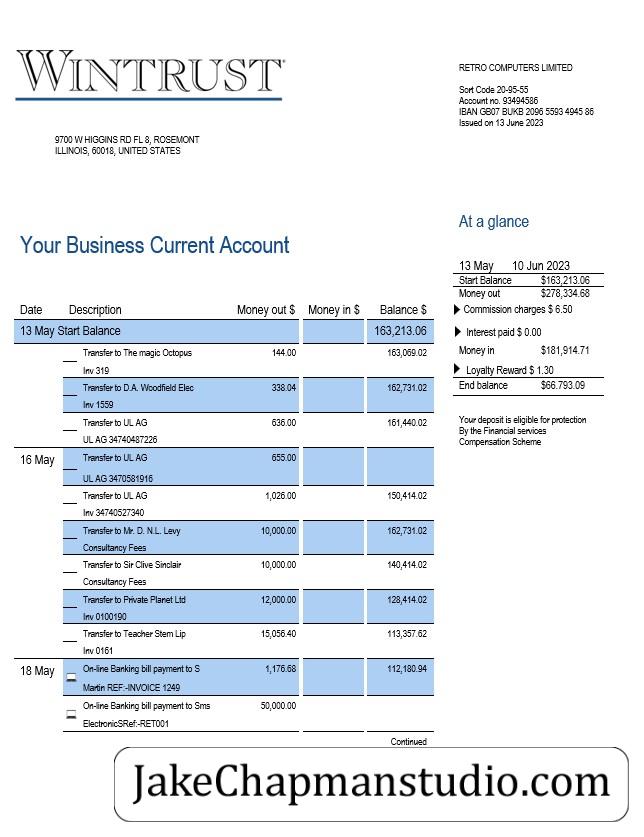 WINTRUST
RETRO COMPUTERS LIMITED
Sort Code 20-95-55
Account no. 93494586
IBAN GB07 BUKB 2096 5593 4945 86
Issued on 13 June 2023
9700 W HIGGINS RD FL 8, ROSEMONT
ILLINOIS, 60018, UNITED STATES
At a glance
13 May 10 Jun 2023
Start Balance $163,213.06
Money out $278,334.68
Commission charges $ 6.50
Interest paid $ 0.00
Money in $181,914.71
Loyalty Reward $ 1.30
End balance $66.793.09
Your deposit is eligible for protection
By the Financial services
Compensation Scheme
Your Business Current Account
Date Description Money out $ Money in $ Balance $
13 May Start Balance 163,213.06
Transfer to The magic Octopus 144.00 163,069.02
Inv 319
Transfer to D.A. Woodfield Elec 338.04 162,731.02
Inv 1559
Transfer to UL AG 636.00 161,440.02
UL AG 34740487226
16 May Transfer to UL AG 655.00
UL AG 3470581916
Transfer to UL AG 1,026.00 150,414.02
Inv 34740527340
Transfer to Mr. D. N.L. Levy 10,000.00 162,731.02
Consultancy Fees
Transfer to Sir Clive Sinclair 10,000.00 140,414.02
Consultancy Fees
Transfer to Private Planet Ltd 12,000.00 128,414.02
Inv 0100190
Transfer to Teacher Stem Lip 15,056.40 113,357.62
Inv 0161
18 May On-line Banking bill payment to S 1,176.68 112,180.94
Martin REF:-INVOICE 1249
On-line Banking bill payment to Sms 50,000.00
ElectronicSRef:-RET001
Continued
JakeChapmanstudio.com